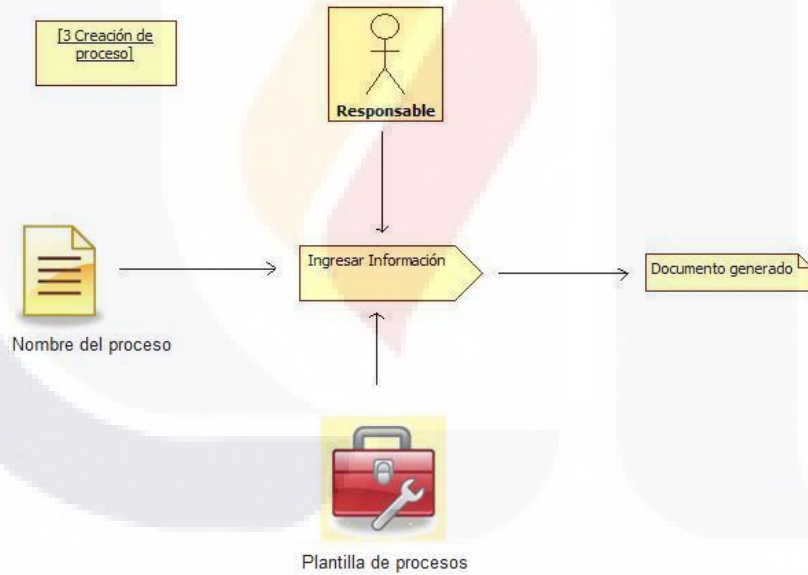 [3 Creación de
proceso]
Responsable
Ingresar Información
Documento generado
Nombre del proceso
Plantilla de procesos